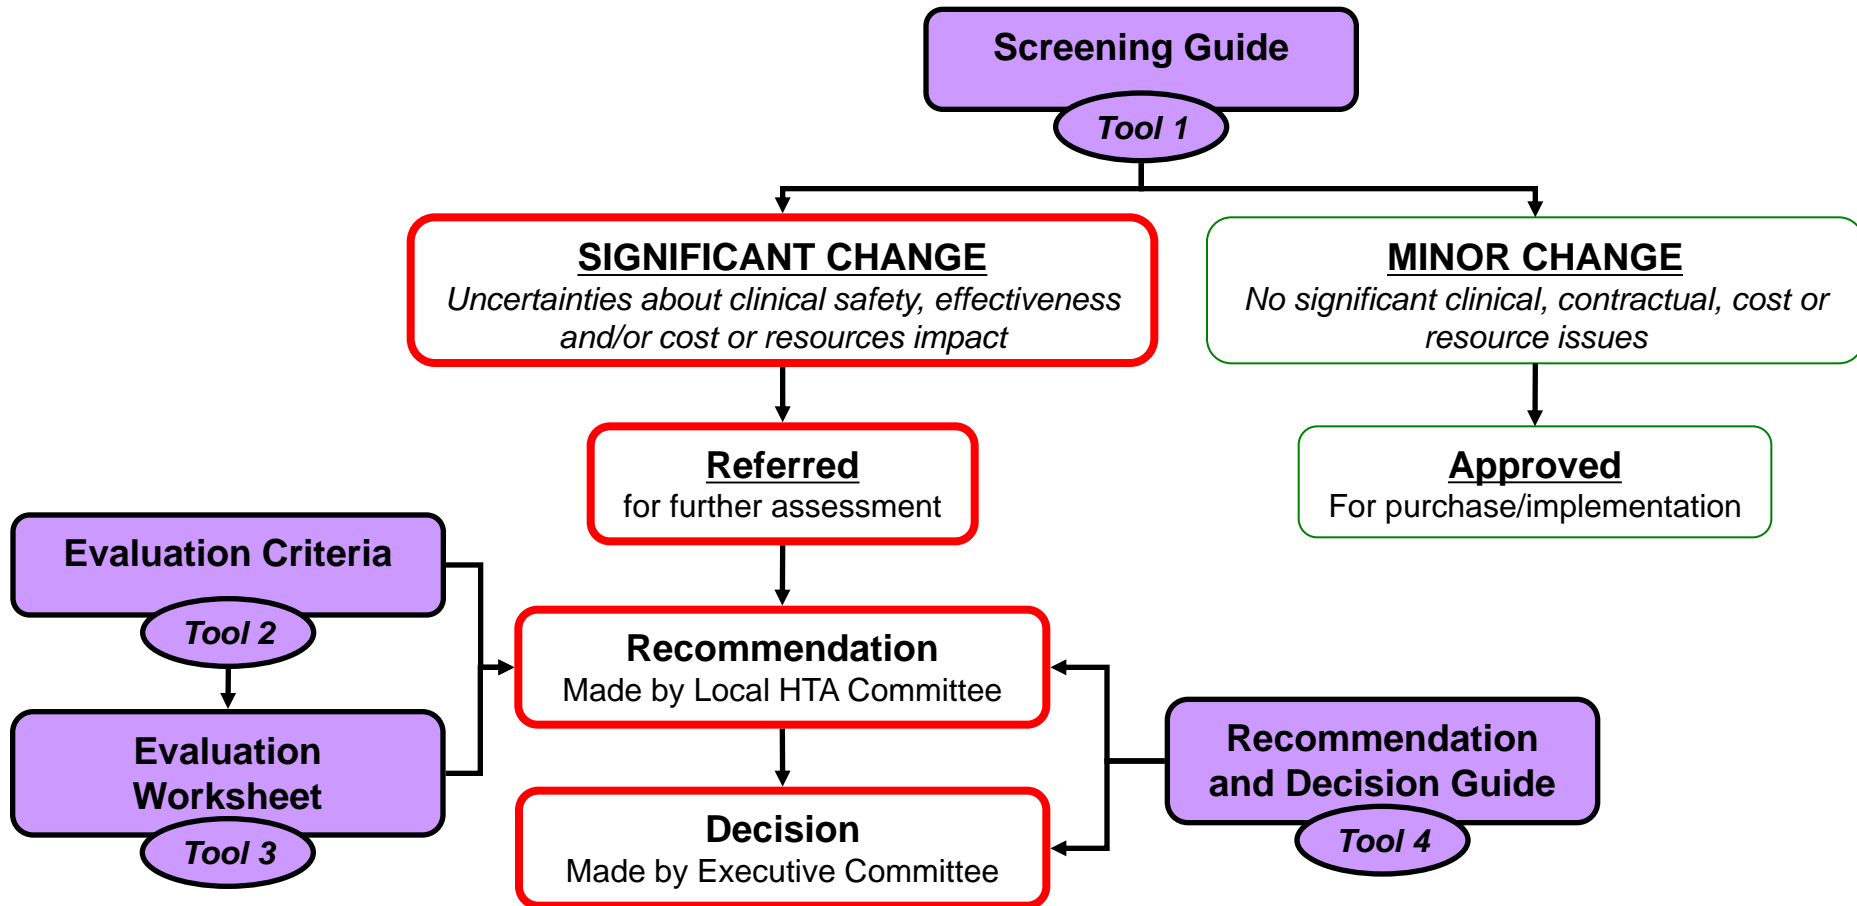 Screening Guide
Tool 1
SIGNIFICANT CHANGE
Uncertainties about clinical safety, effectiveness
and/or cost or resources impact
MINOR CHANGE
No significant clinical, contractual, cost or
resource issues
Referred
for further assessment
Approved
For purchase/implementation
Evaluation Criteria
Tool 2
Evaluation
Worksheet
Tool 3
Recommendation
Made by Local HTA Committee
Decision
Made by Executive Committee
Recommendation
and Decision Guide
Tool 4